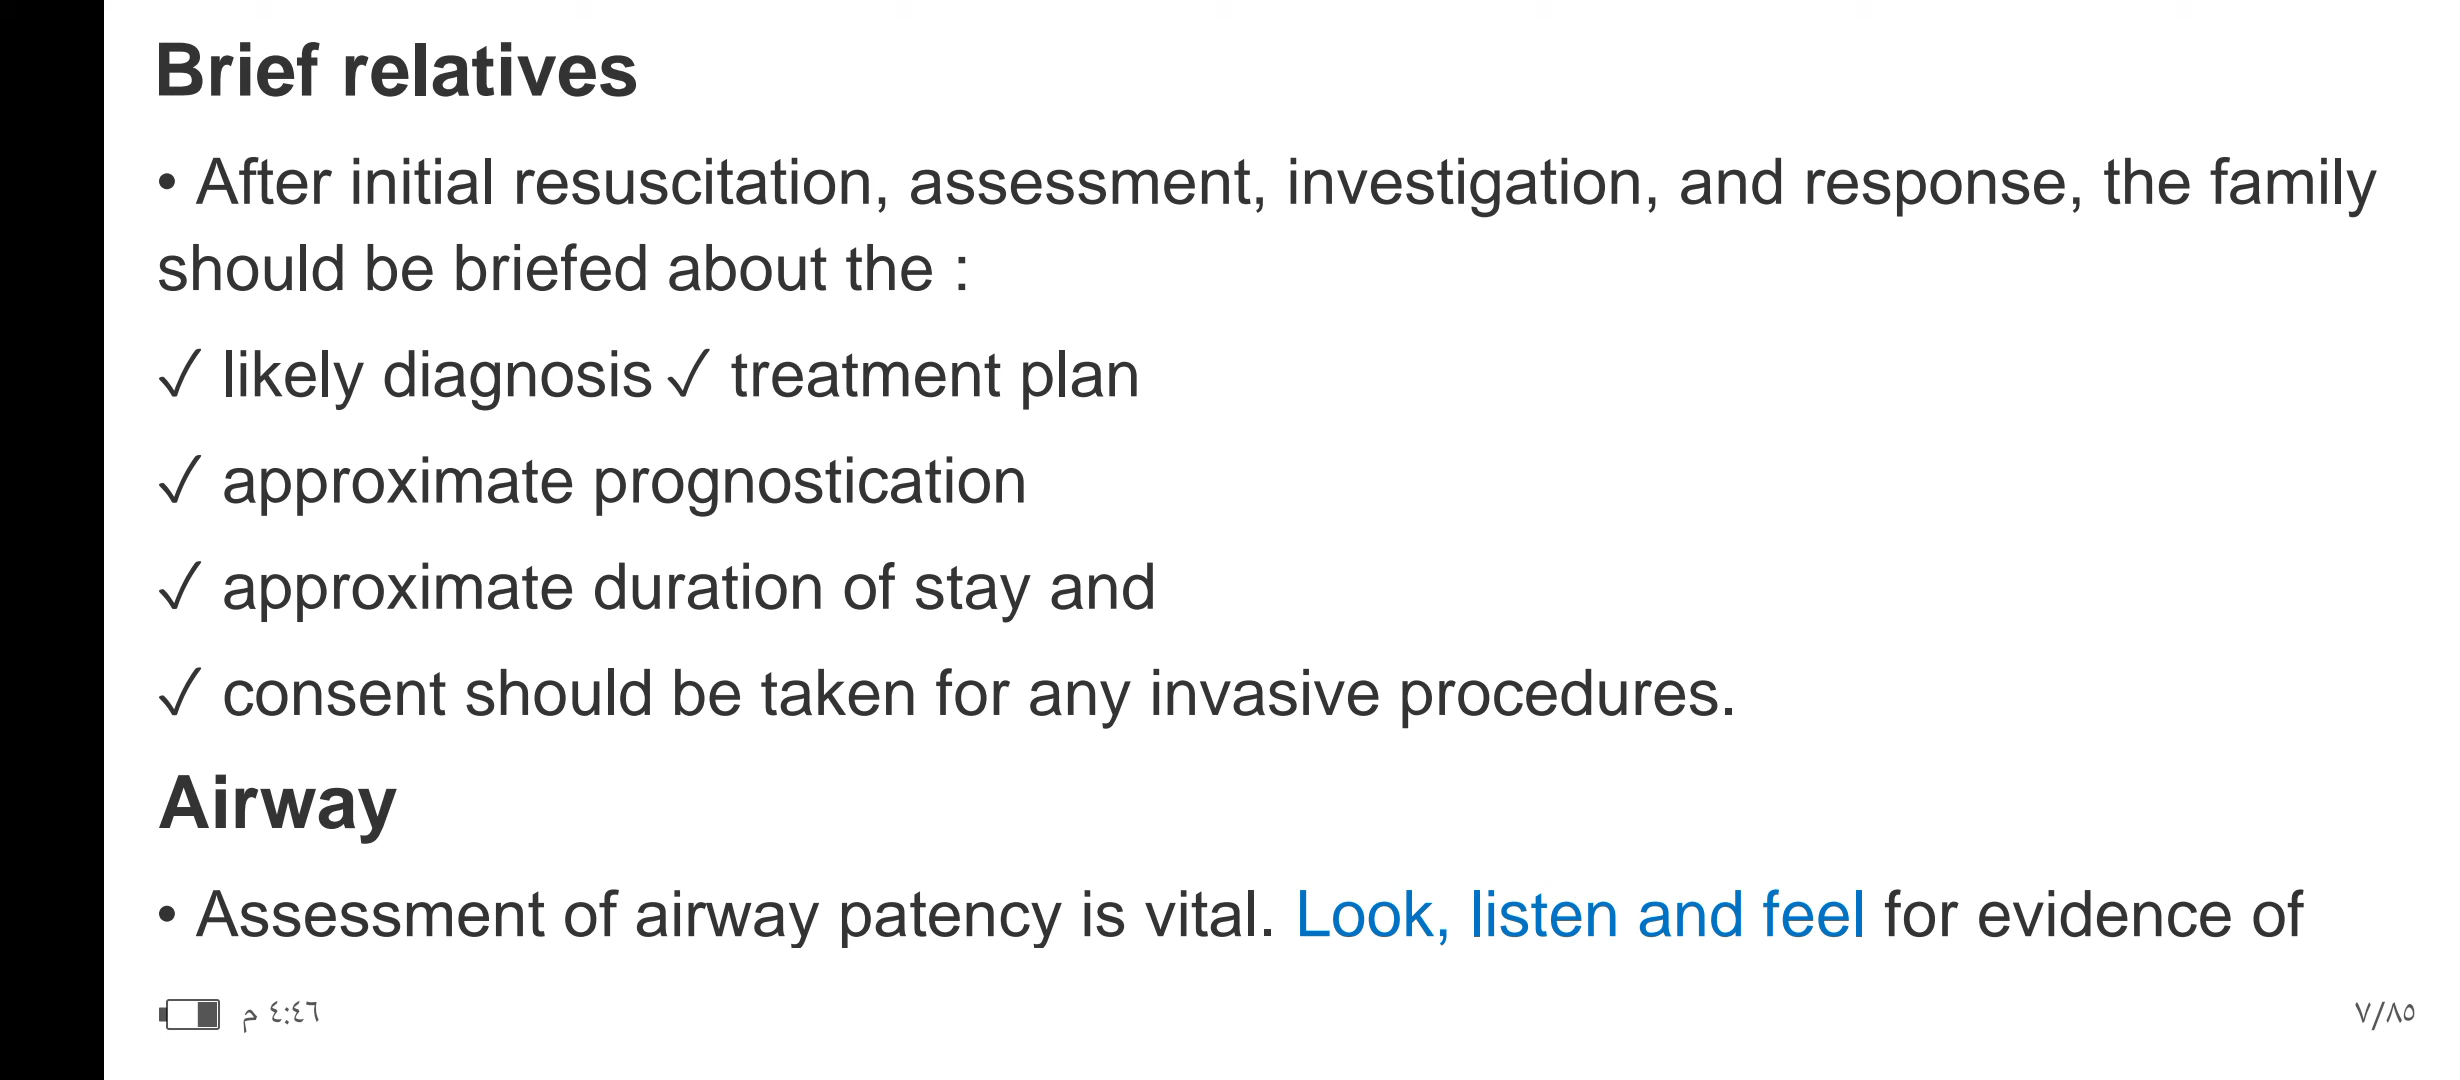 Brief relatives
• After initial resuscitation, assessment, investigation, and response, the family
should be briefed about the :
✓ likely diagnosis ✓ treatment plan
✓ approximate prognostication
✓ approximate duration of stay and
✓ consent should be taken for any invasive procedures.
Airway
• Assessment of airway patency is vital. Look, listen and feel for evidence of
٤:٤٦ م
٧/٨٥